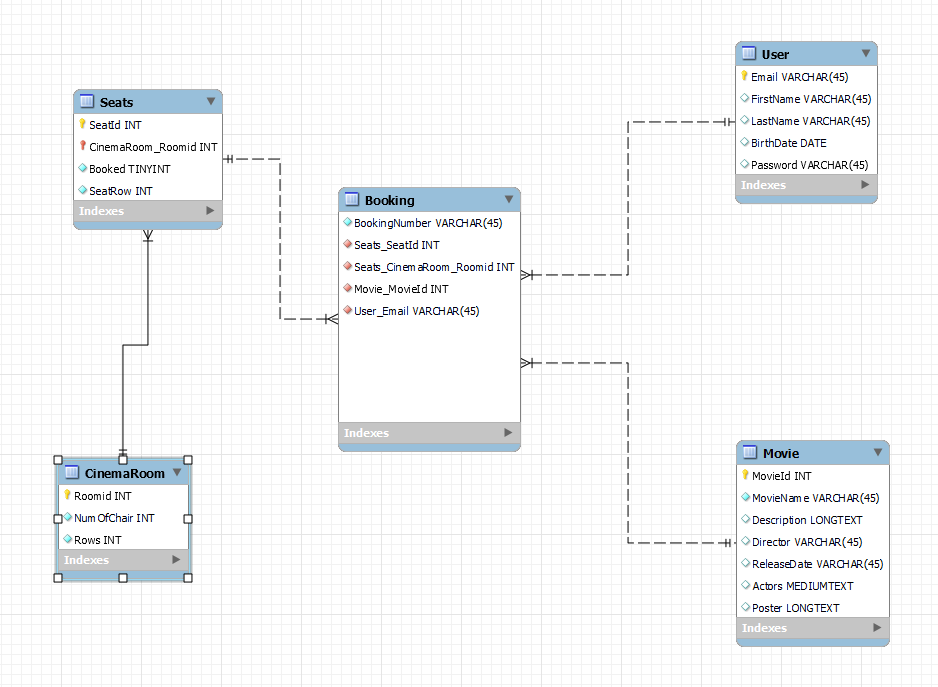 Seats
SeatId INT
CinemaRoom_Roomid INT
Booked TINYINT
SeatRow INT
Indexes
Booking
BookingNumber VARCHAR(45)
Seats_SeatId INT
Seats_CinemaRoom_Roomid INT
Movie_MovieId INT
User_Email VARCHAR(45)
Indexes
User
Email VARCHAR(45)
FirstName VARCHAR(45)
LastName VARCHAR(45)
BirthDate DATE
Password VARCHAR(45)
Indexes
CinemaRoom
Roomid INT
NumOfChair INT
Rows INT
Indexes
Movie
MovieId INT
MovieName VARCHAR(45)
Description LONGTEXT
Director VARCHAR(45)
ReleaseDate VARCHAR(45)
Actors MEDIUMTEXT
Poster LONGTEXT
Indexes